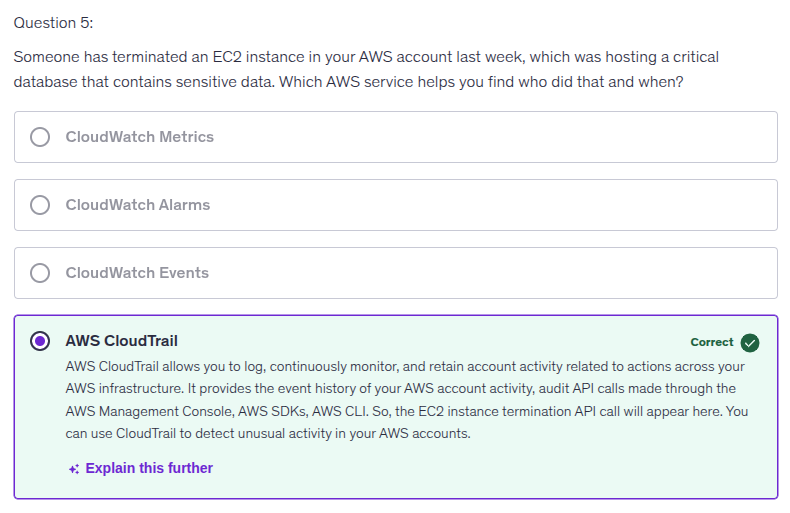 Question 5:
Someone has terminated an EC2 instance in your AWS account last week, which was hosting a critical
database that contains sensitive data. Which AWS service helps you find who did that and when?
CloudWatch Metrics
CloudWatch Alarms
CloudWatch Events
AWS CloudTrail
Correct
AWS CloudTrail allows you to log, continuously monitor, and retain account activity related to actions across your
AWS infrastructure. It provides the event history of your AWS account activity, audit API calls made through the
AWS Management Console, AWS SDKs, AWS CLI. So, the EC2 instance termination API call will appear here. You
can use CloudTrail to detect unusual activity in your AWS accounts.
Explain this further